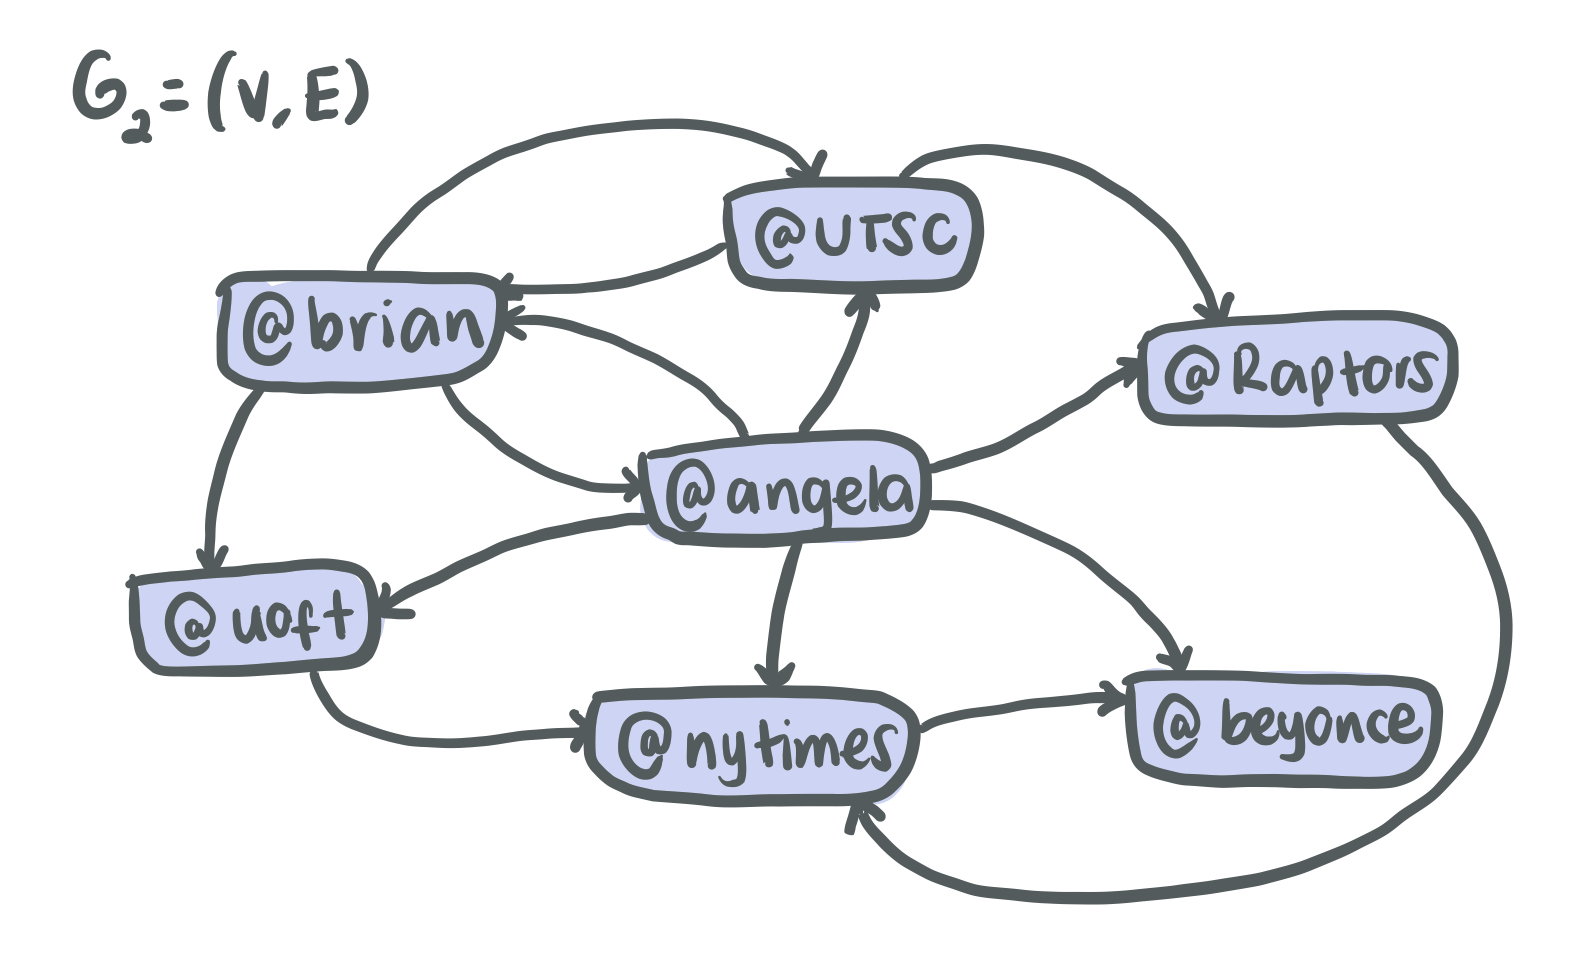 G₂ = (V, E)
@UTSC
@brian
@Raptors
@angela
@uoft
@nytimes
@beyonce